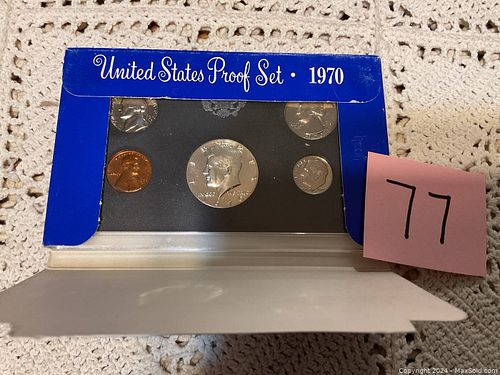 United States Proof Set • 1970
77
Copyright 2024 - MaxSold.com